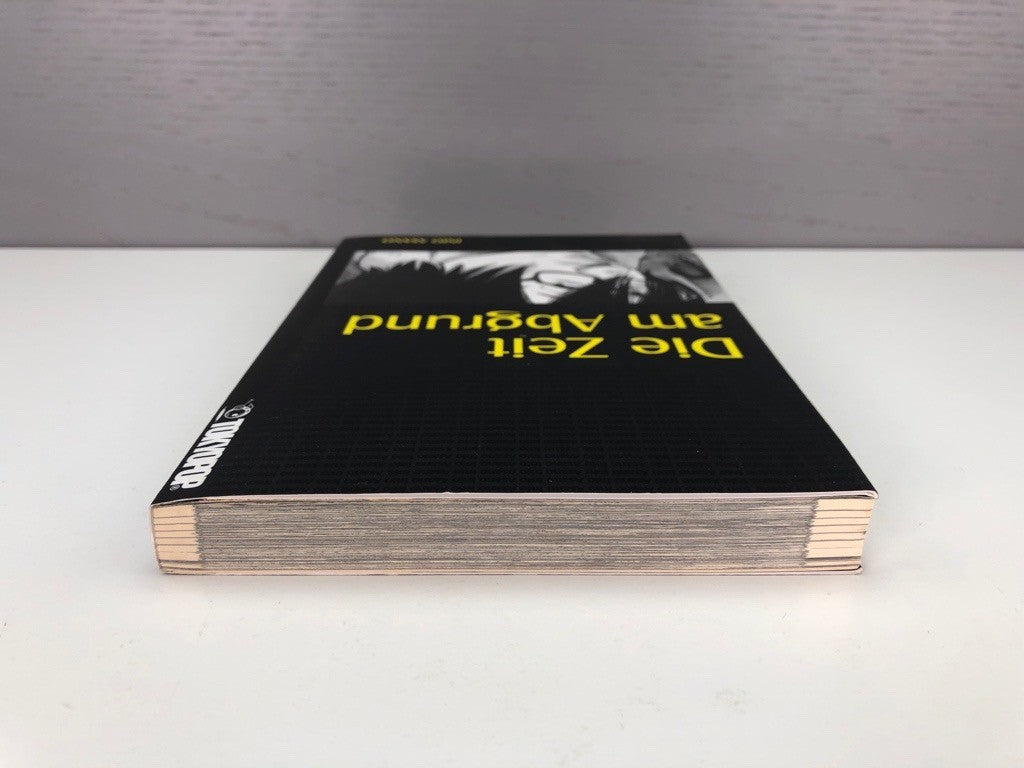 Die Zeit
am Abgrund
TOKYOPOP